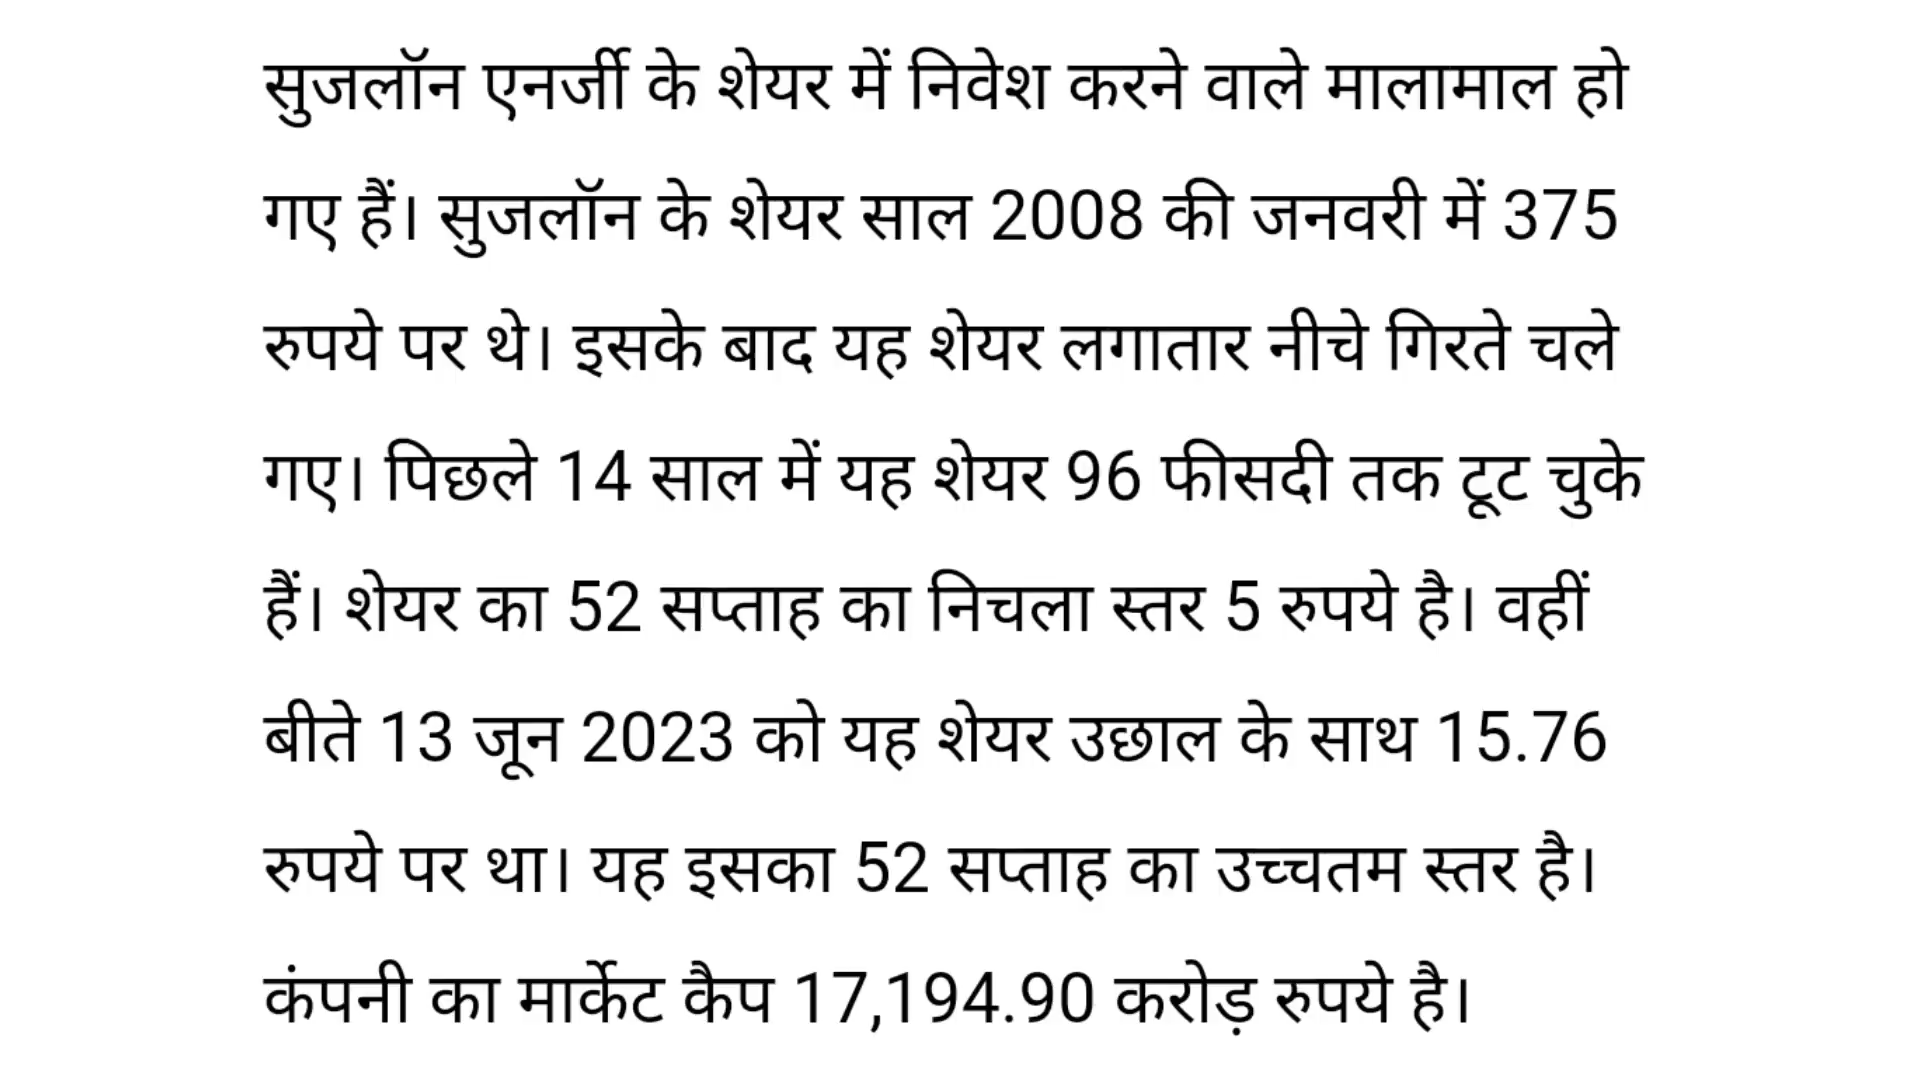 सुजलॉन एनर्जी के शेयर में निवेश करने वाले मालामाल हो
गए हैं। सुजलॉन के शेयर साल 2008 की जनवरी में 375
रुपये पर थे। इसके बाद यह शेयर लगातार नीचे गिरते चले
गए। पिछले 14 साल में यह शेयर 96 फीसदी तक टूट चुके
हैं। शेयर का 52 सप्ताह का निचला स्तर 5 रुपये है। वहीं
बीते 13 जून 2023 को यह शेयर उछाल के साथ 15.76
रुपये पर था। यह इसका 52 सप्ताह का उच्चतम स्तर है।
कंपनी का मार्केट कैप 17,194.90 करोड़ रुपये है।